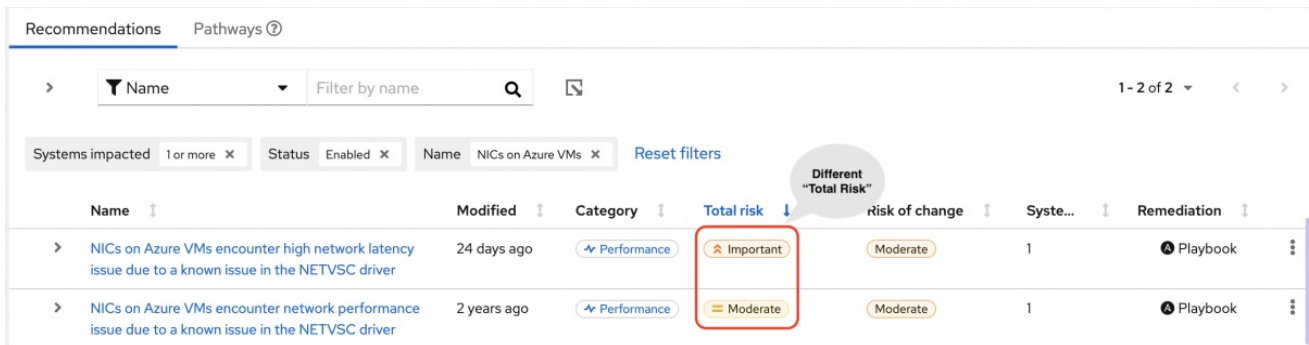 Recommendations Pathways
Name Filter by name 1 - 2 of 2
Systems impacted 1 or more Status Enabled Name NICs on Azure VMs Reset filters
Different
"Total Risk"
Name Modified Category Total risk Risk of change Syste... Remediation
NICs on Azure VMs encounter high network latency 24 days ago Performance Important Moderate 1 Playbook
issue due to a known issue in the NETVSC driver
NICs on Azure VMs encounter network performance 2 years ago Performance Moderate Moderate 1 Playbook
issue due to a known issue in the NETVSC driver